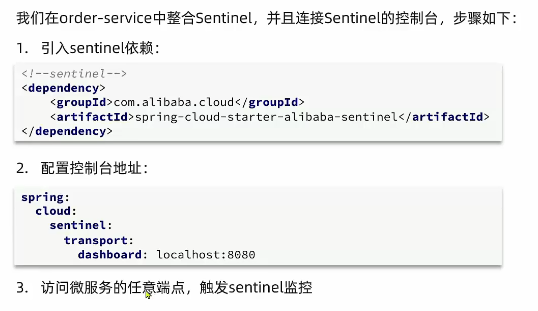 我们在order-service中整合Sentinel，并且连接Sentinel的控制台，步骤如下：
1. 引入sentinel依赖：
<!--sentinel-->
<dependency>
    <groupId>com.alibaba.cloud</groupId>
    <artifactId>spring-cloud-starter-alibaba-sentinel</artifactId>
</dependency>
2. 配置控制台地址：
spring:
  cloud:
    sentinel:
      transport:
        dashboard: localhost:8080
3. 访问微服务的任意端点，触发sentinel监控